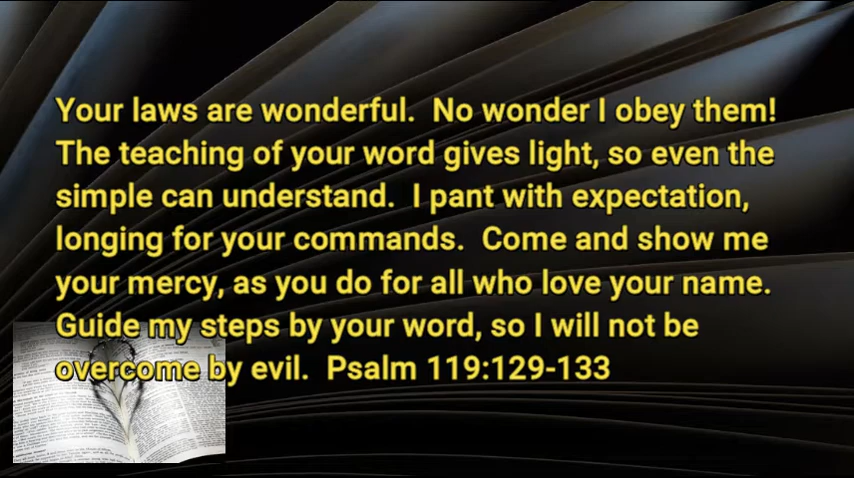 Your laws are wonderful.  No wonder I obey them!
The teaching of your word gives light, so even the
simple can understand.  I pant with expectation,
longing for your commands.  Come and show me
your mercy, as you do for all who love your name.
Guide my steps by your word, so I will not be
overcome by evil.  Psalm 119:129-133